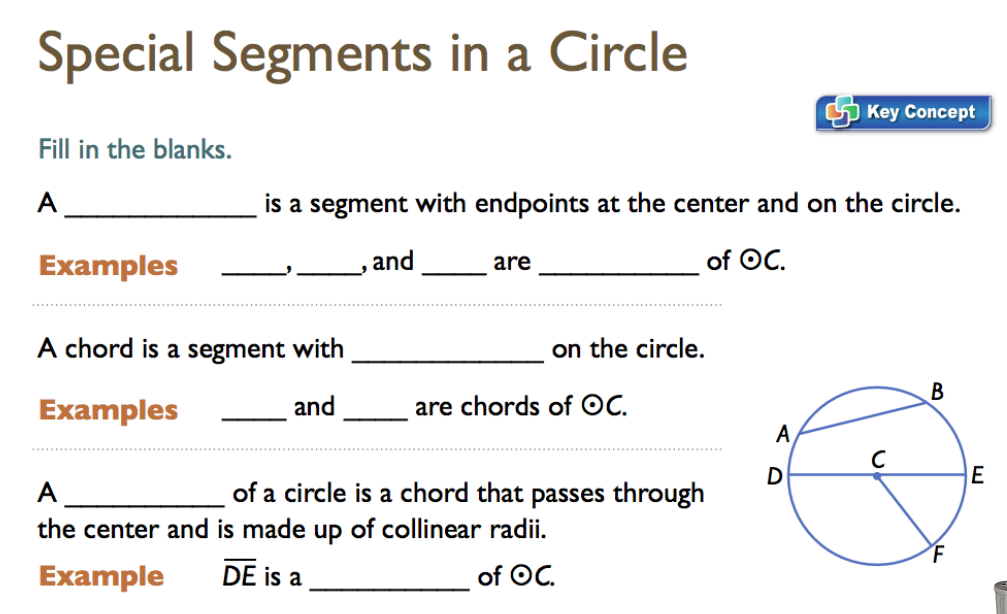 Special Segments in a Circle
Key Concept
Fill in the blanks.
A ____________ is a segment with endpoints at the center and on the circle.
Examples ____, ____, and ____ are __________ of ⊙C.
A chord is a segment with ____________ on the circle.
Examples ____ and ____ are chords of ⊙C.
A __________ of a circle is a chord that passes through
the center and is made up of collinear radii.
Example D̅E̅ is a __________ of ⊙C.
B
A
C
D
E
F